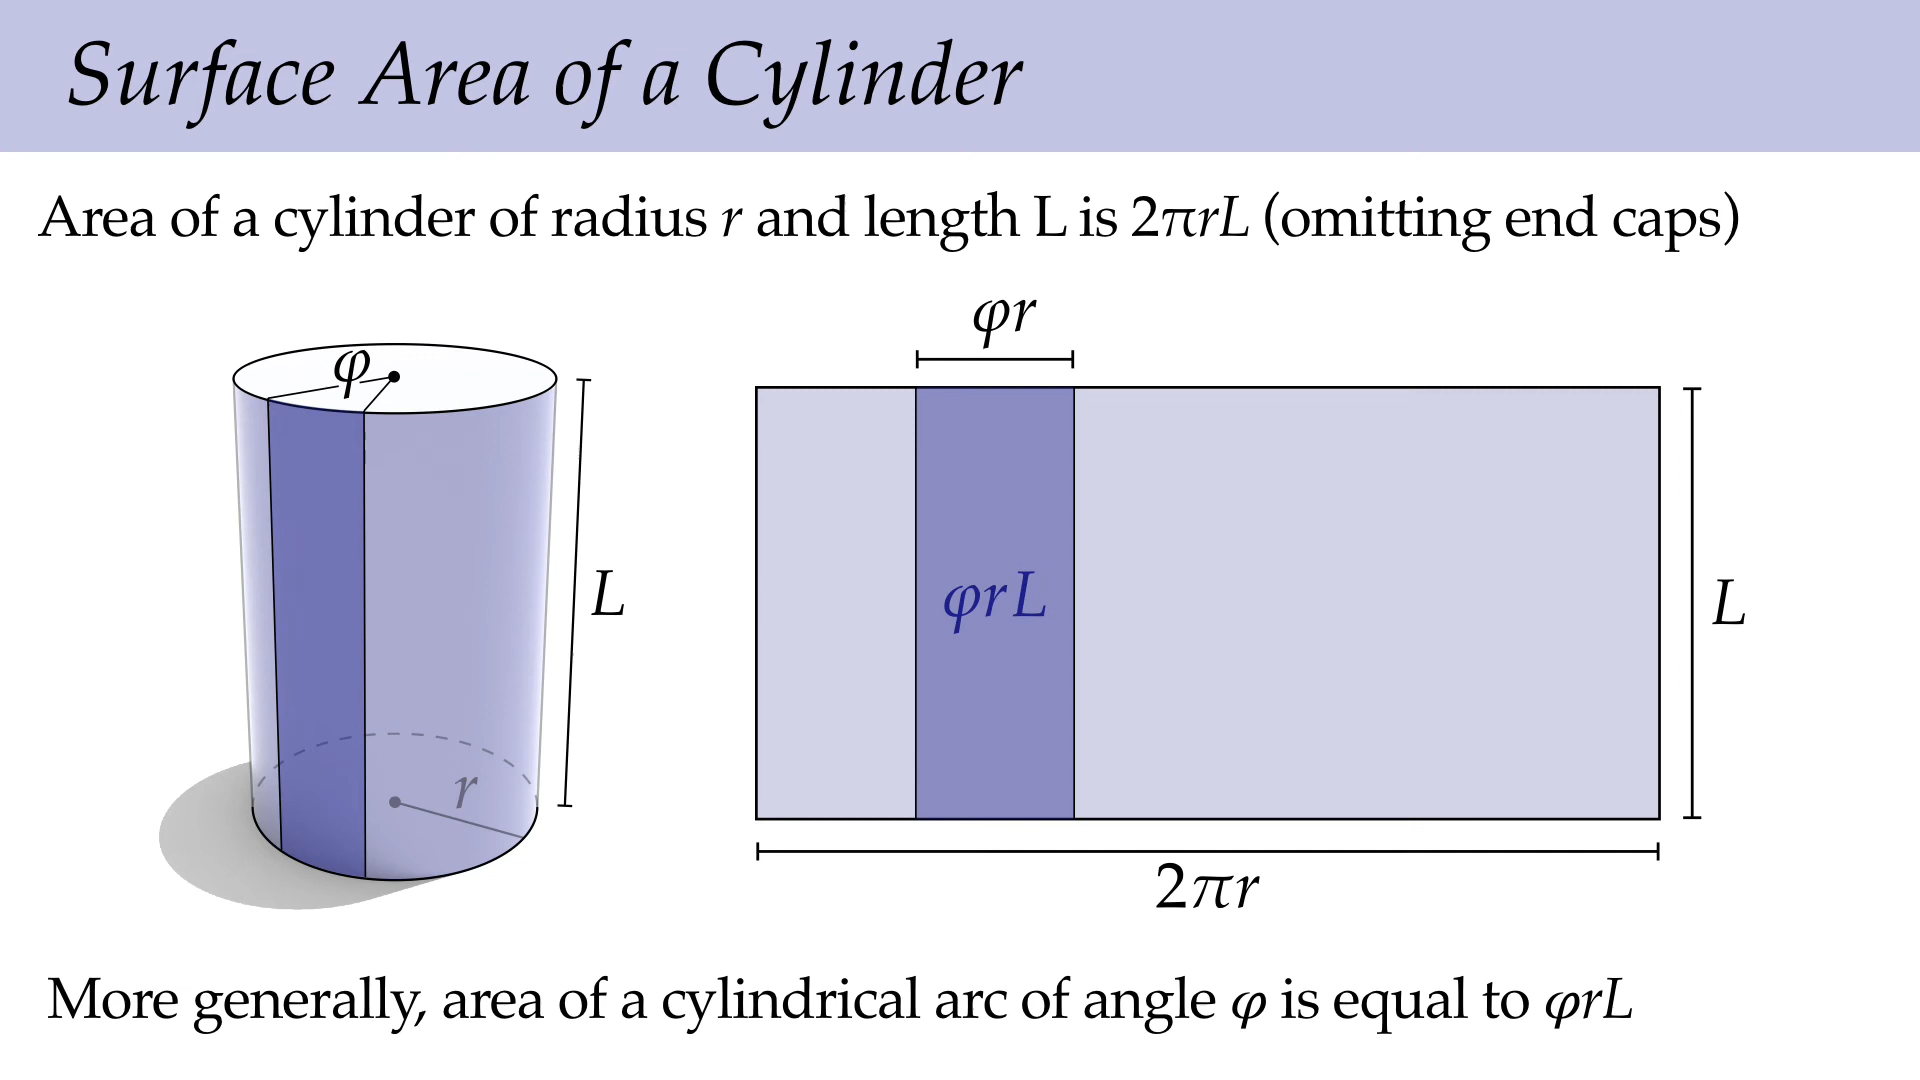 Surface Area of a Cylinder
Area of a cylinder of radius r and length L is 2πrL (omitting end caps)
φ
L
r
φr
φrL
L
2πr
More generally, area of a cylindrical arc of angle φ is equal to φrL